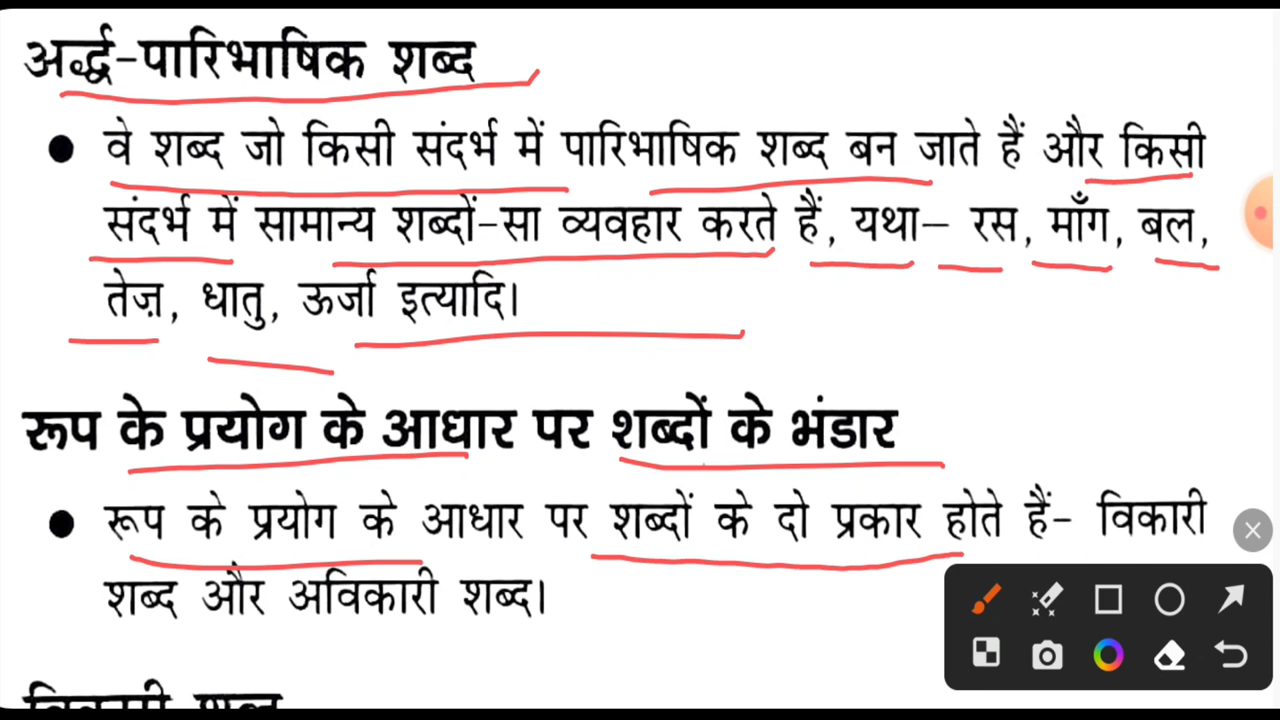 अर्द्ध-पारिभाषिक शब्द
● वे शब्द जो किसी संदर्भ में पारिभाषिक शब्द बन जाते हैं और किसी
संदर्भ में सामान्य शब्दों-सा व्यवहार करते हैं, यथा– रस, माँग, बल,
तेज़, धातु, ऊर्जा इत्यादि।
रूप के प्रयोग के आधार पर शब्दों के भंडार
● रूप के प्रयोग के आधार पर शब्दों के दो प्रकार होते हैं- विकारी
शब्द और अविकारी शब्द।